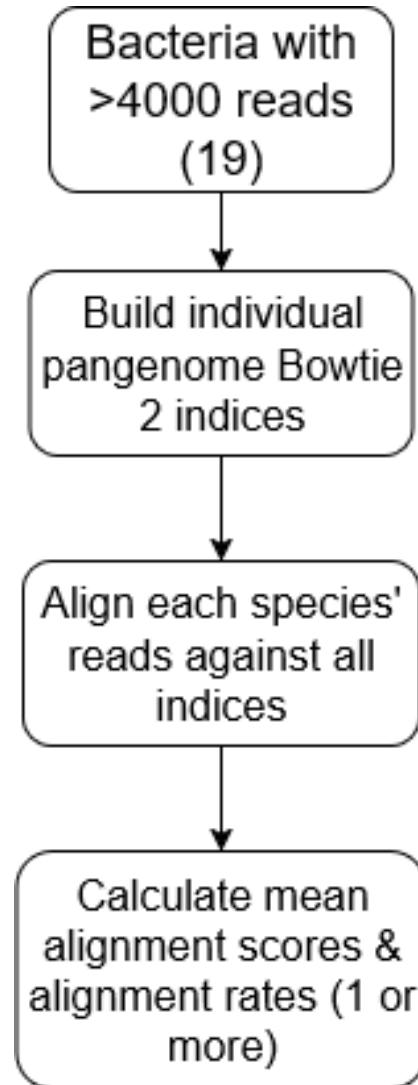 Bacteria with
>4000 reads
(19)
Build individual
pangenome Bowtie
2 indices
Align each species'
reads against all
indices
Calculate mean
alignment scores &
alignment rates (1 or
more)